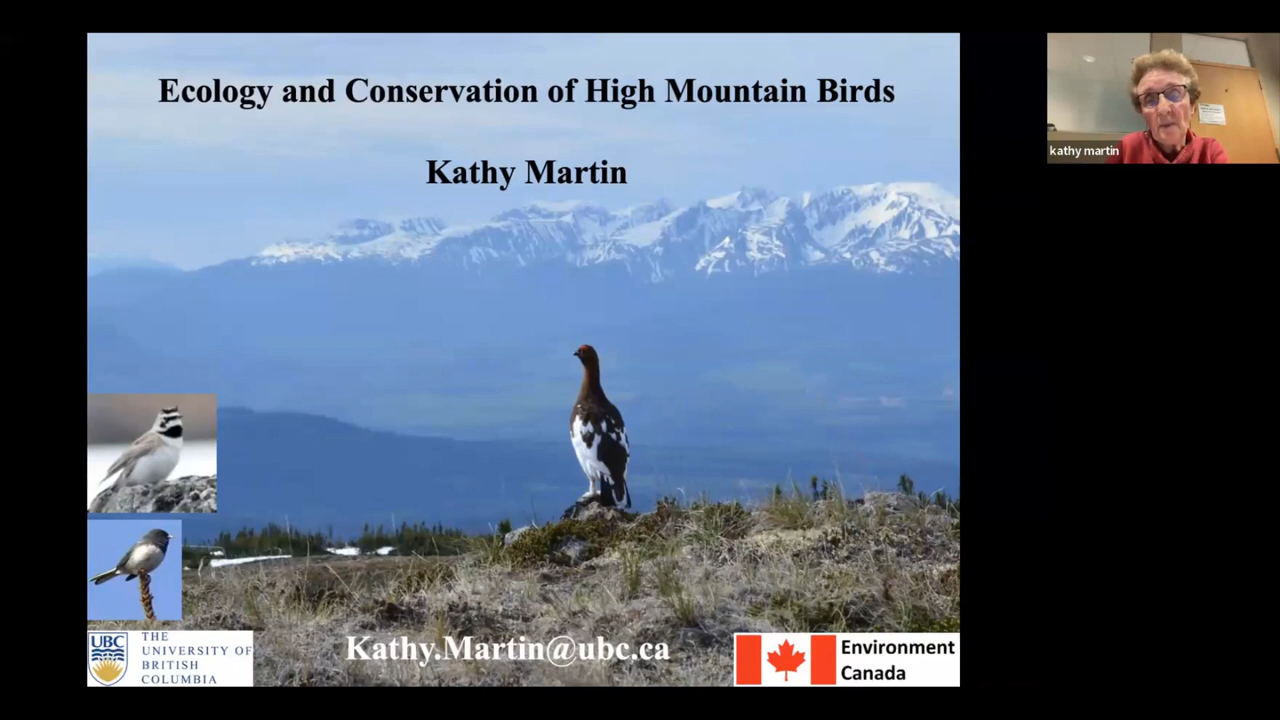 Ecology and Conservation of High Mountain Birds
Kathy Martin
kathy martin
UBC
THE
UNIVERSITY OF
BRITISH
COLUMBIA
Kathy.Martin@ubc.ca
Environment
Canada